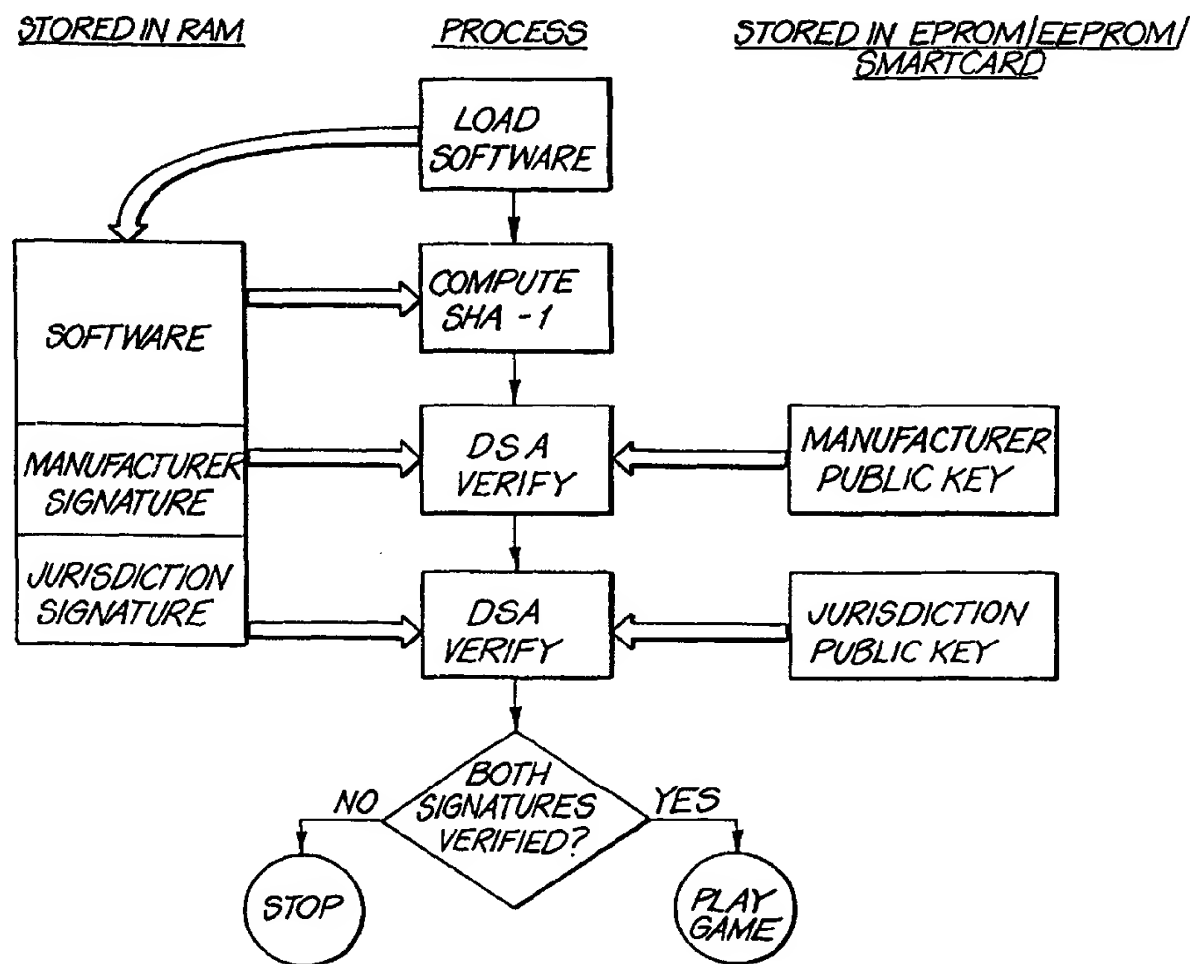 STORED IN RAM
PROCESS
STORED IN EPROM/EEPROM/
SMARTCARD
LOAD
SOFTWARE
COMPUTE
SHA - 1
SOFTWARE
MANUFACTURER
SIGNATURE
DSA
VERIFY
MANUFACTURER
PUBLIC KEY
JURISDICTION
SIGNATURE
DSA
VERIFY
JURISDICTION
PUBLIC KEY
BOTH
SIGNATURES
VERIFIED?
NO
YES
STOP
PLAY
GAME